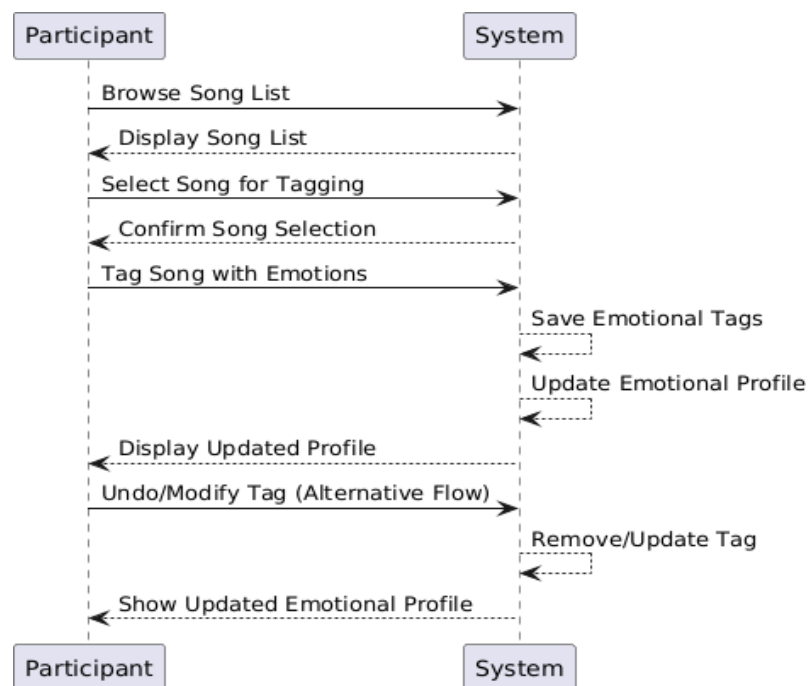 Participant System
Browse Song List
Display Song List
Select Song for Tagging
Confirm Song Selection
Tag Song with Emotions
Save Emotional Tags
Update Emotional Profile
Display Updated Profile
Undo/Modify Tag (Alternative Flow)
Remove/Update Tag
Show Updated Emotional Profile
Participant System